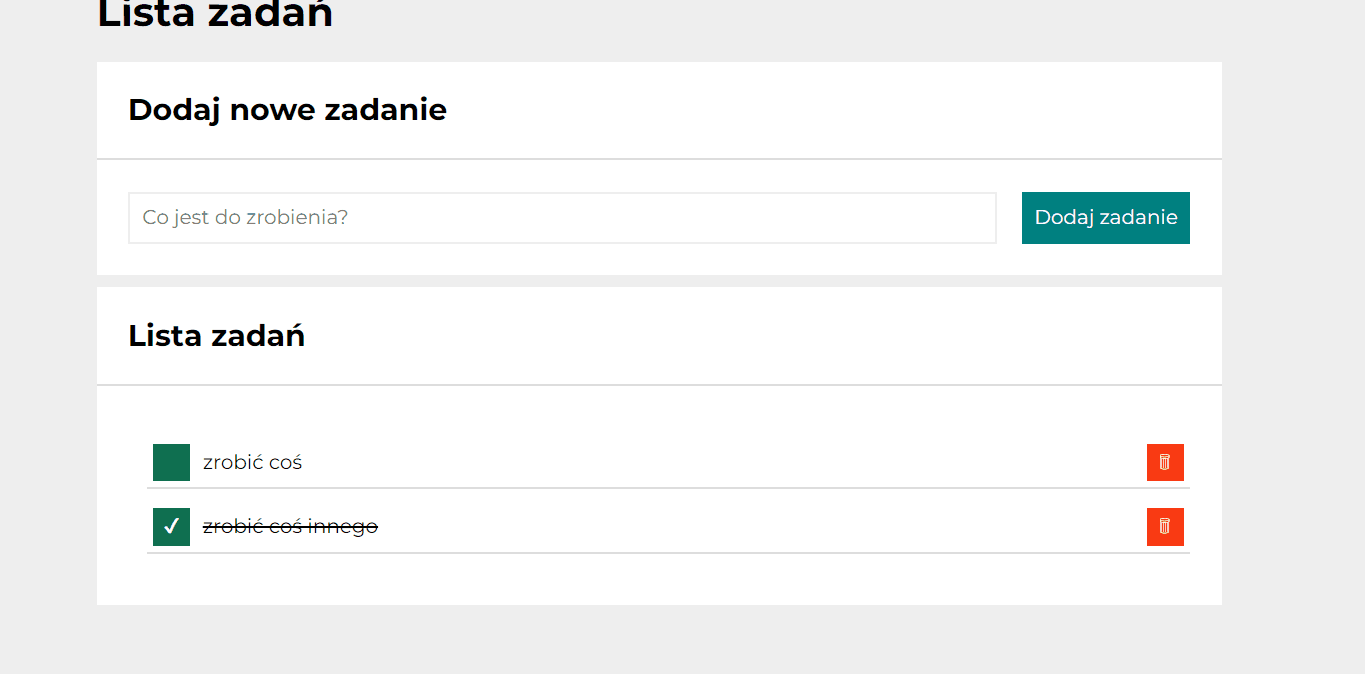 Lista zadań
Dodaj nowe zadanie
Co jest do zrobienia?
Dodaj zadanie
Lista zadań
zrobić coś
zrobić coś innego